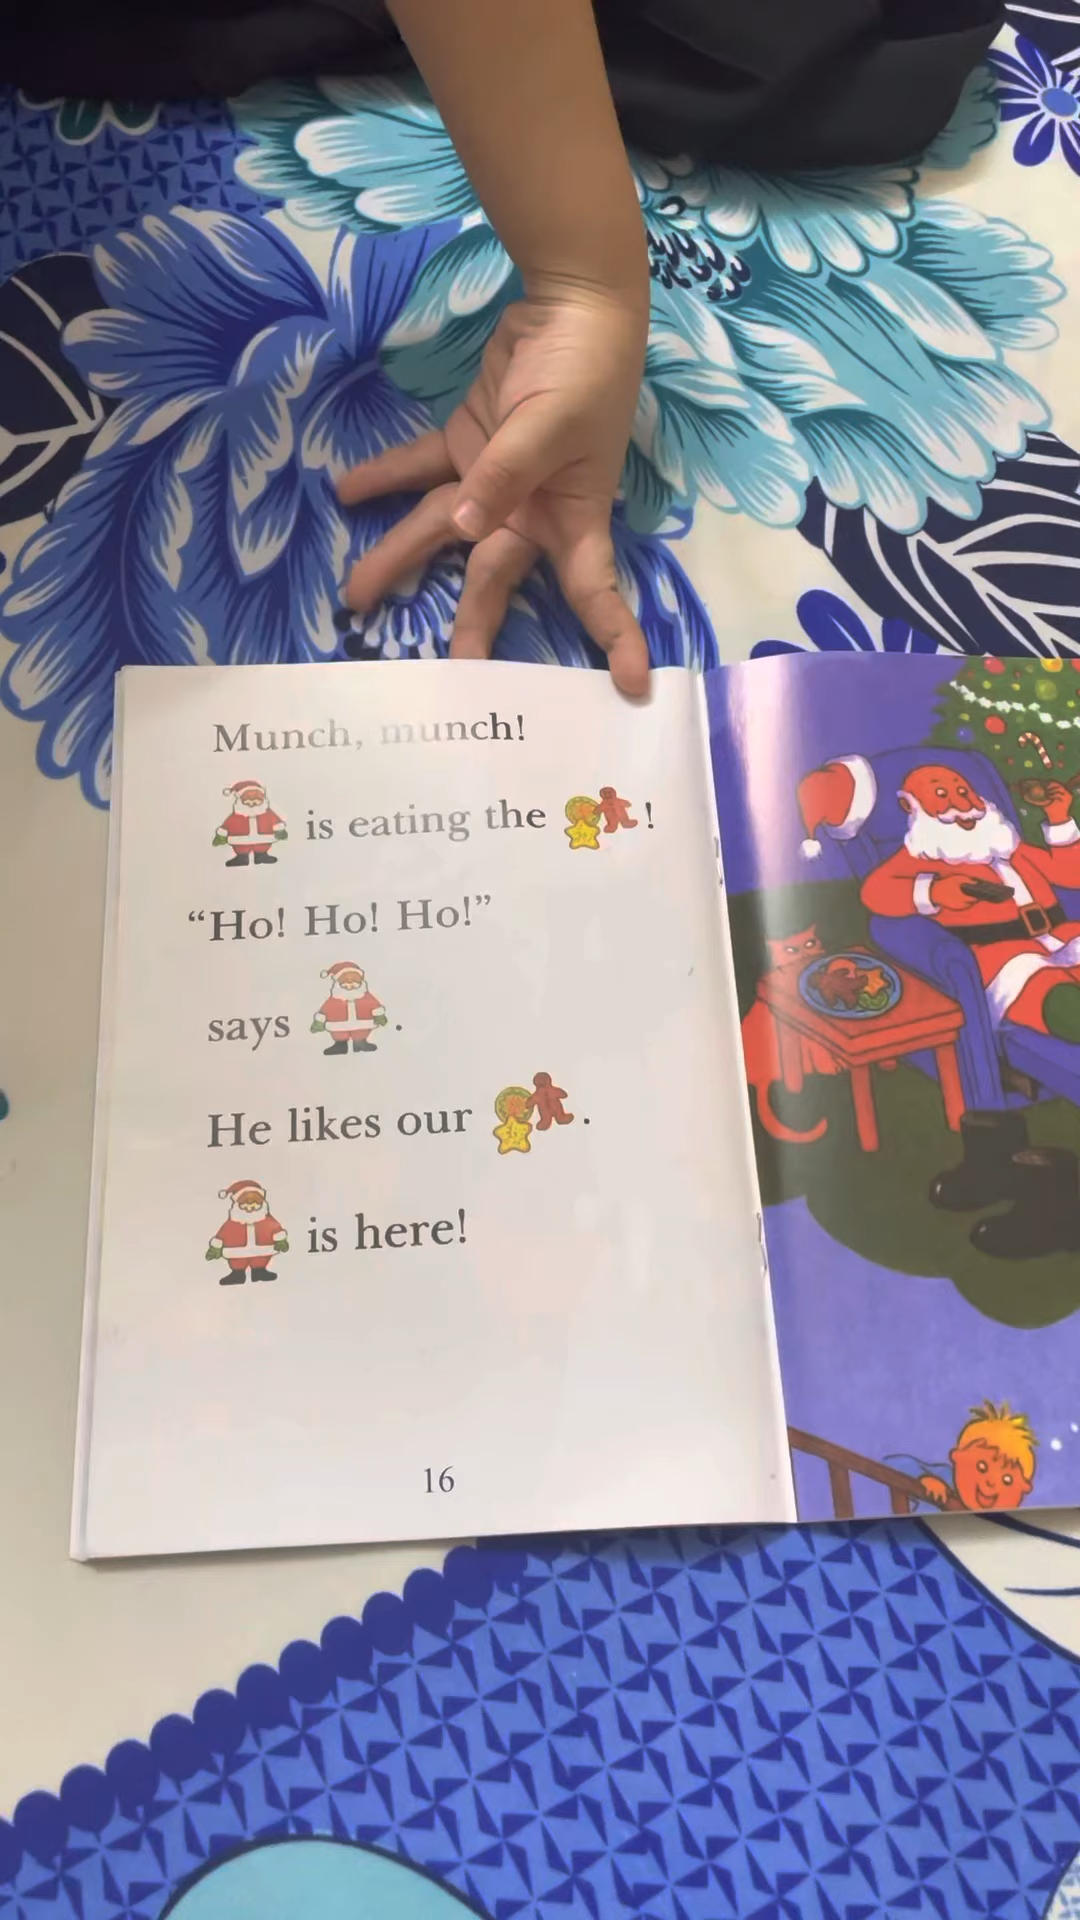 Munch, munch!
is eating the !
“Ho! Ho! Ho!”
says .
He likes our .
is here!
16